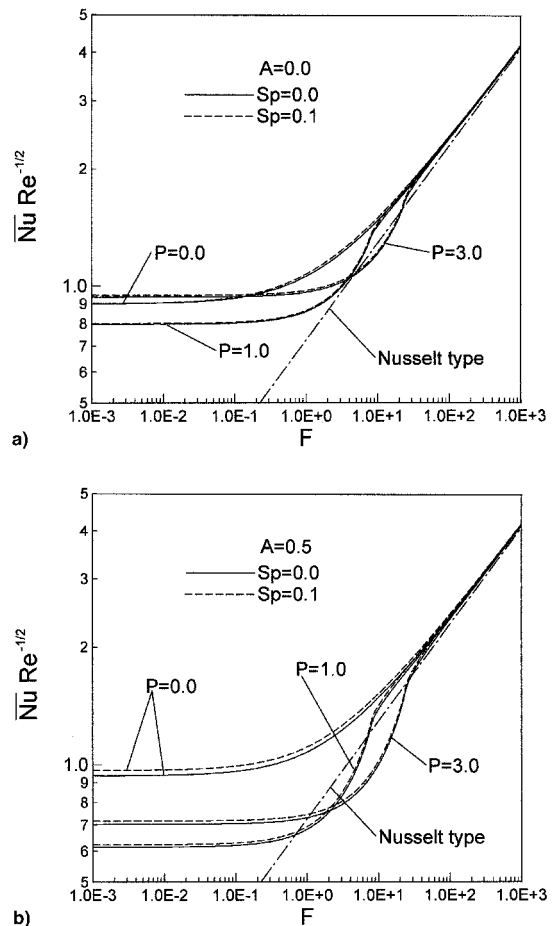 5
4
A=0.0
Sp=0.0
3
Sp=0.1
2
Nu Re-1/2
P=0.0
P=3.0
1.0
9
8
P=1.0
7
Nusselt type
6
5
1.0E-3 1.0E-2 1.0E-1 1.0E+0 1.0E+1 1.0E+2 1.0E+3
a)
F
5
4
A=0.5
Sp=0.0
3
Sp=0.1
2
Nu Re-1/2
P=1.0
P=0.0
1.0
P=3.0
9
8
7
Nusselt type
6
5
1.0E-3 1.0E-2 1.0E-1 1.0E+0 1.0E+1 1.0E+2 1.0E+3
b)
F